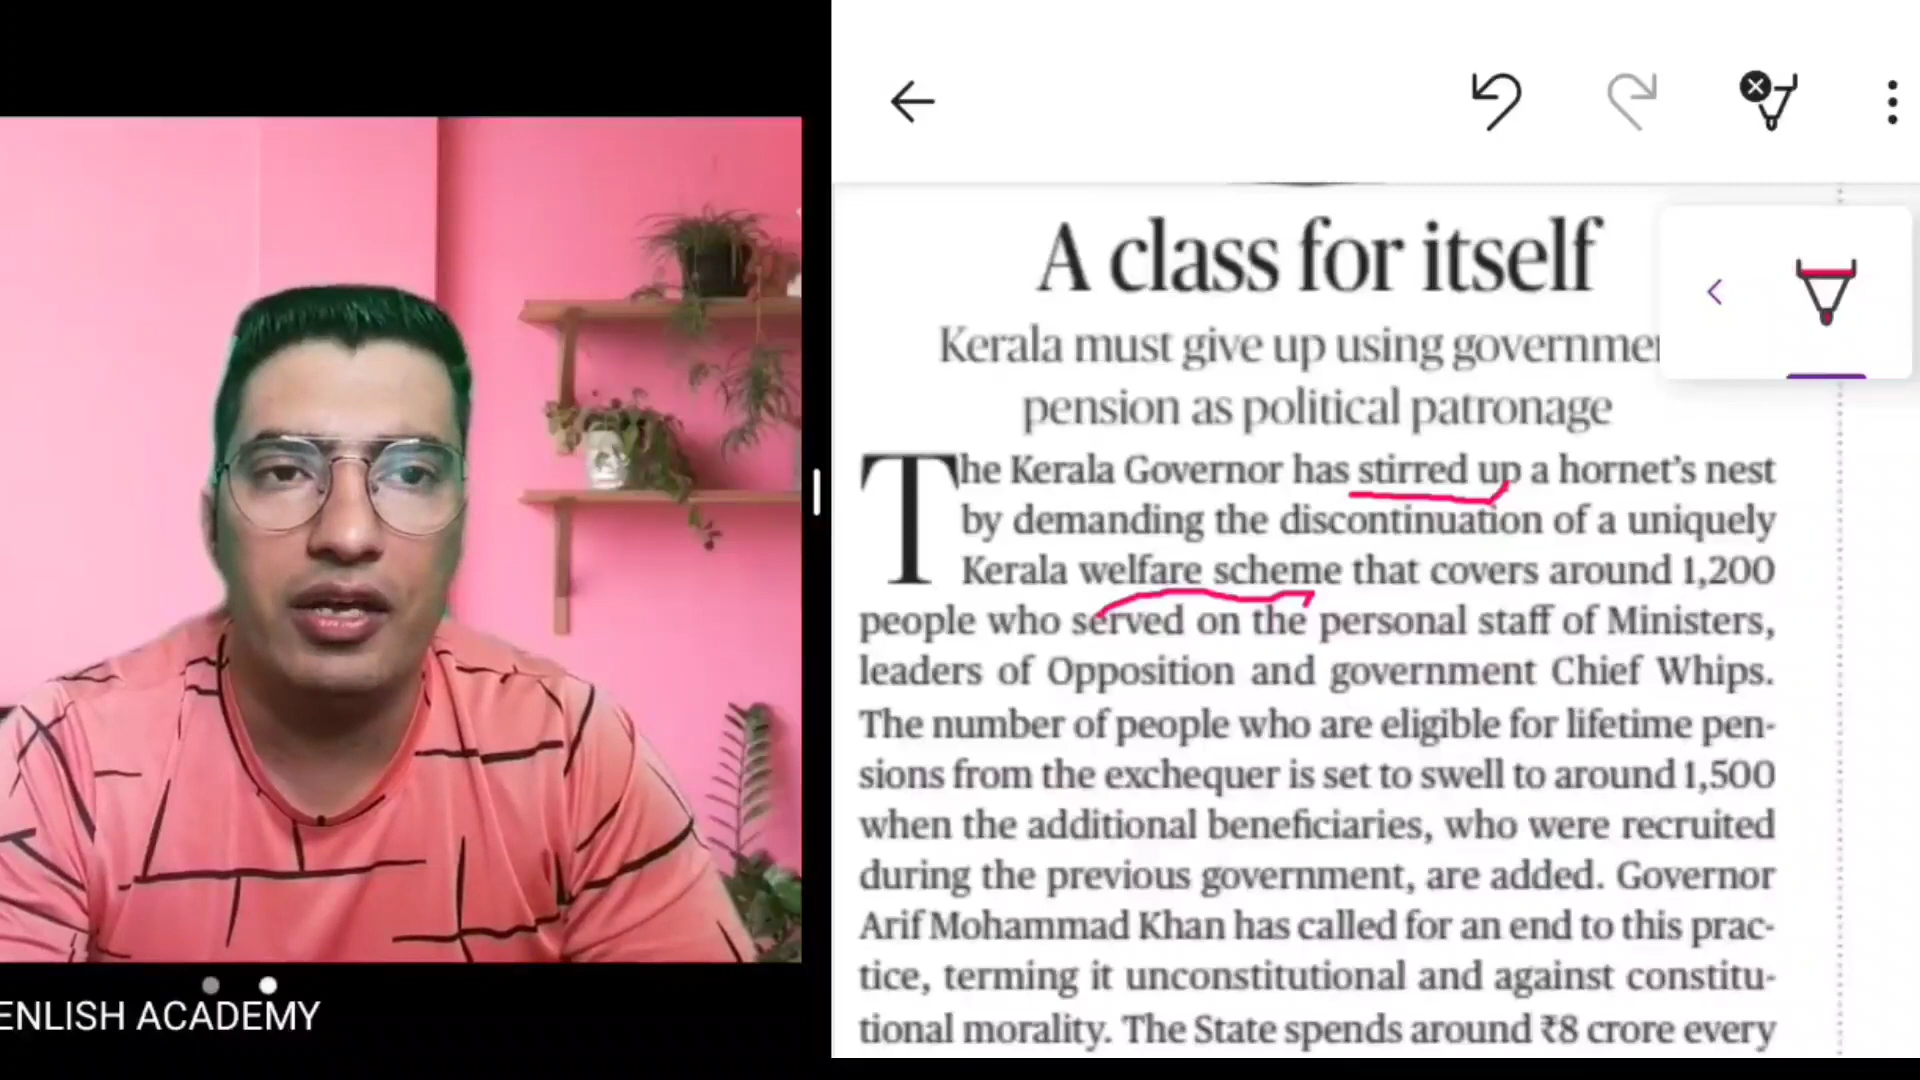 A class for itself
Kerala must give up using governme
pension as political patronage
The Kerala Governor has stirred up a hornet's nest
by demanding the discontinuation of a uniquely
Kerala welfare scheme that covers around 1,200
people who served on the personal staff of Ministers,
leaders of Opposition and government Chief Whips.
The number of people who are eligible for lifetime pen-
sions from the exchequer is set to swell to around 1,500
when the additional beneficiaries, who were recruited
during the previous government, are added. Governor
Arif Mohammad Khan has called for an end to this prac-
tice, terming it unconstitutional and against constitu-
tional morality. The State spends around ₹8 crore every
ENLISH ACADEMY